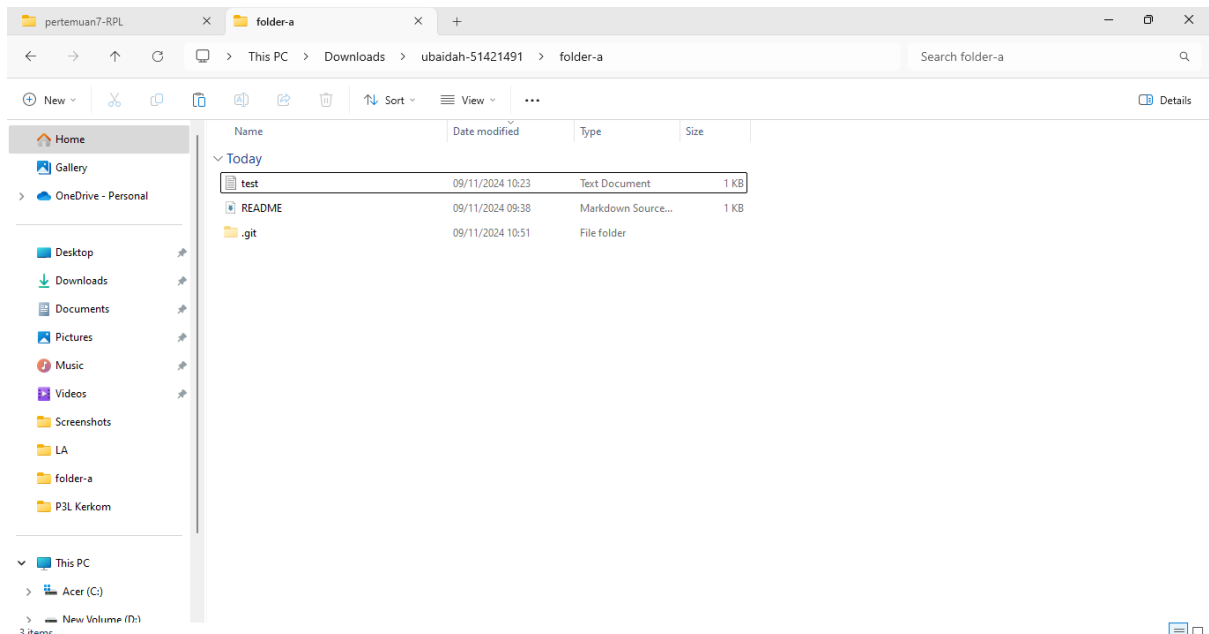 pertemuan7-RPL
folder-a
This PC > Downloads > ubaidah-51421491 > folder-a
Search folder-a
New
Sort
View
Details
Name Date modified Type Size
Today
test 09/11/2024 10:23 Text Document 1 KB
README 09/11/2024 09:38 Markdown Source... 1 KB
.git 09/11/2024 10:51 File folder
Home
Gallery
OneDrive - Personal
Desktop
Downloads
Documents
Pictures
Music
Videos
Screenshots
LA
folder-a
P3L Kerkom
This PC
Acer (C:)
New Volume (D:)
3 items